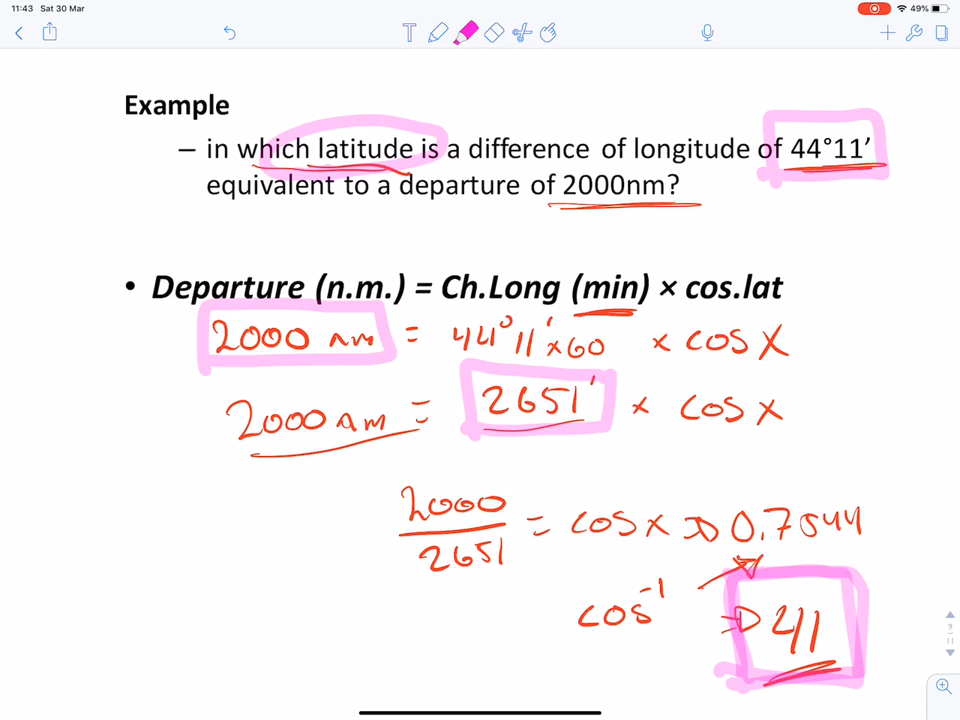 11:43 Sat 30 Mar
49%
T
Example
– in which latitude is a difference of longitude of 44°11’
equivalent to a departure of 2000nm?
• Departure (n.m.) = Ch.Long (min) × cos.lat
2000 nm = 44°11' x 60 x cos x
2000 nm = 2651' x cos x
2000/2651 = cos x => 0.7544
cos⁻¹ => 41
9
11